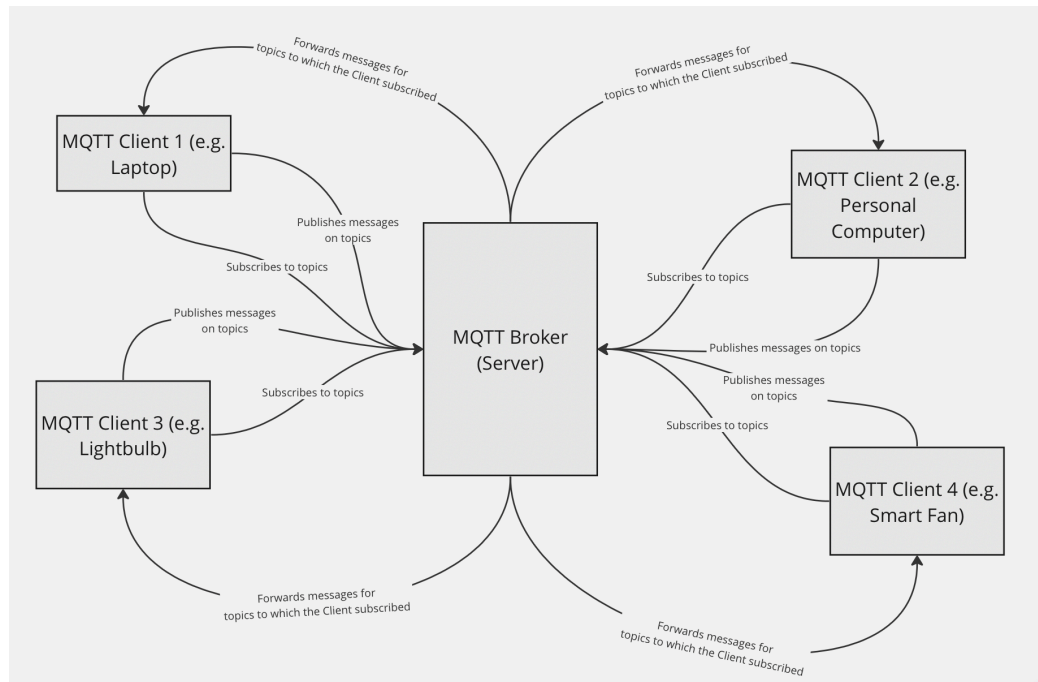 Forwards messages for
topics to which the Client subscribed
Forwards messages for
topics to which the Client subscribed
MQTT Client 1 (e.g.
Laptop)
MQTT Client 2 (e.g.
Personal
Computer)
Publishes messages
on topics
Subscribes to topics
Subscribes to topics
Publishes messages
on topics
MQTT Broker
(Server)
Publishes messages on topics
Publishes messages
on topics
Subscribes to topics
Subscribes to topics
MQTT Client 3 (e.g.
Lightbulb)
MQTT Client 4 (e.g.
Smart Fan)
Forwards messages for
topics to which the Client subscribed
Forwards messages for
topics to which the Client subscribed